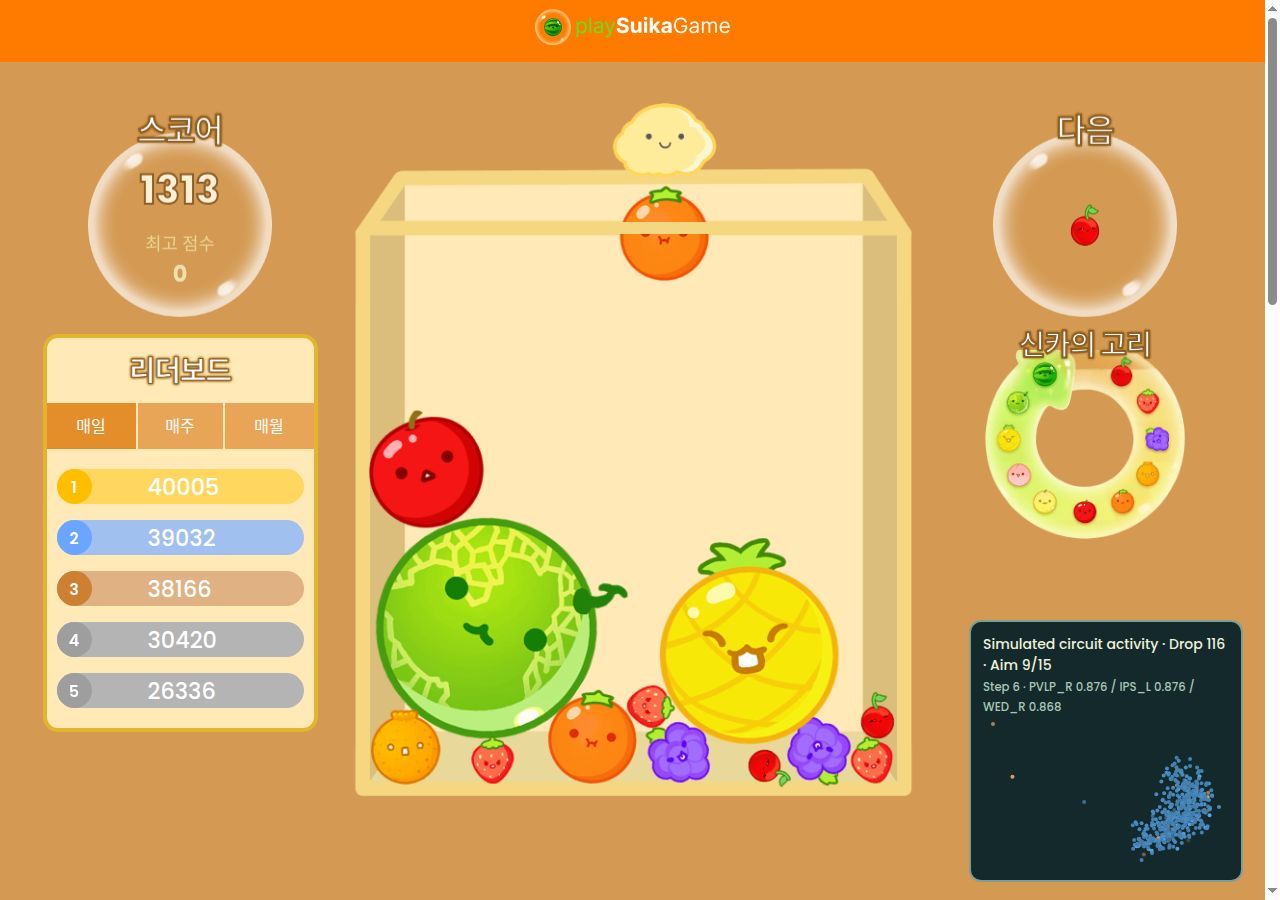 playSuikaGame
스코어
1313
최고 점수
0
리더보드
매일
매주
매월
1
40005
2
39032
3
38166
4
30420
5
26336
다음
신카의 고리
Simulated circuit activity · Drop 116
· Aim 9/15
Step 6 · PVLP_R 0.876 / IPS_L 0.876 /
WED_R 0.868